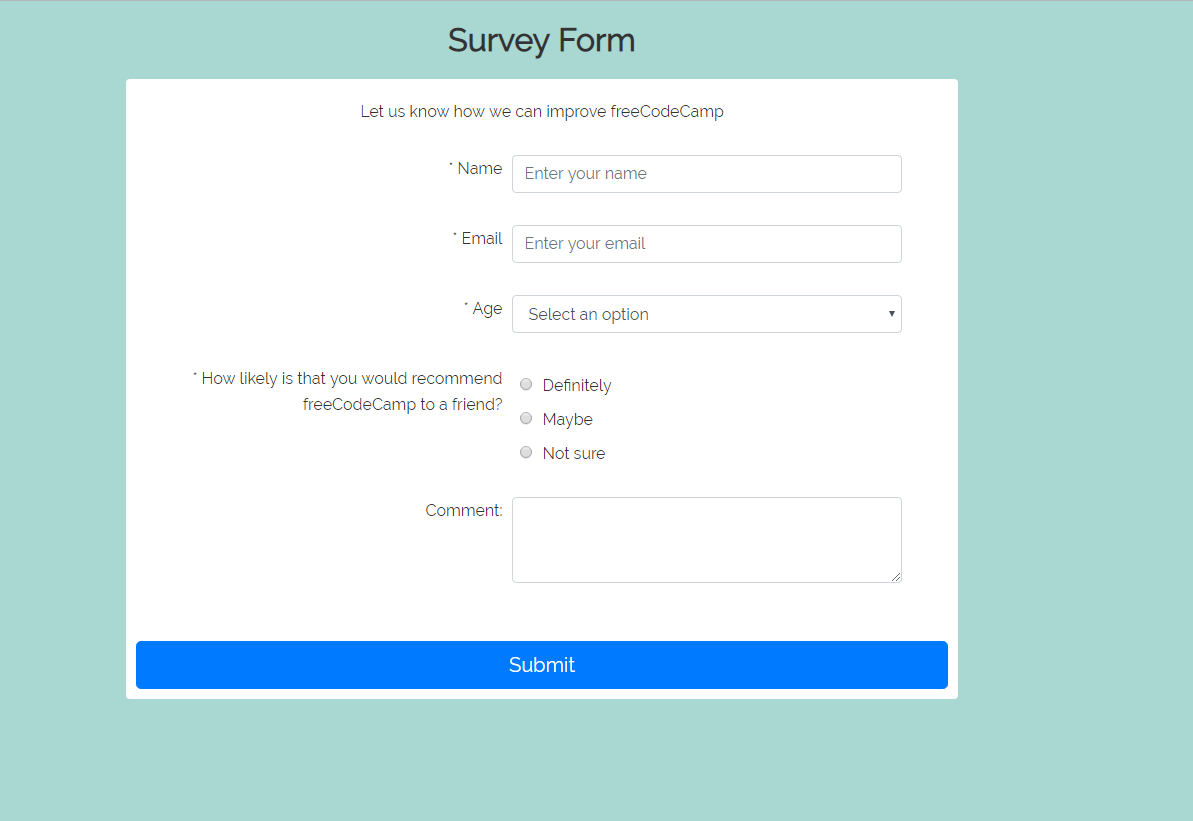 Survey Form
Let us know how we can improve freeCodeCamp
* Name
Enter your name
* Email
Enter your email
* Age
Select an option
* How likely is that you would recommend
freeCodeCamp to a friend?
Definitely
Maybe
Not sure
Comment:
Submit